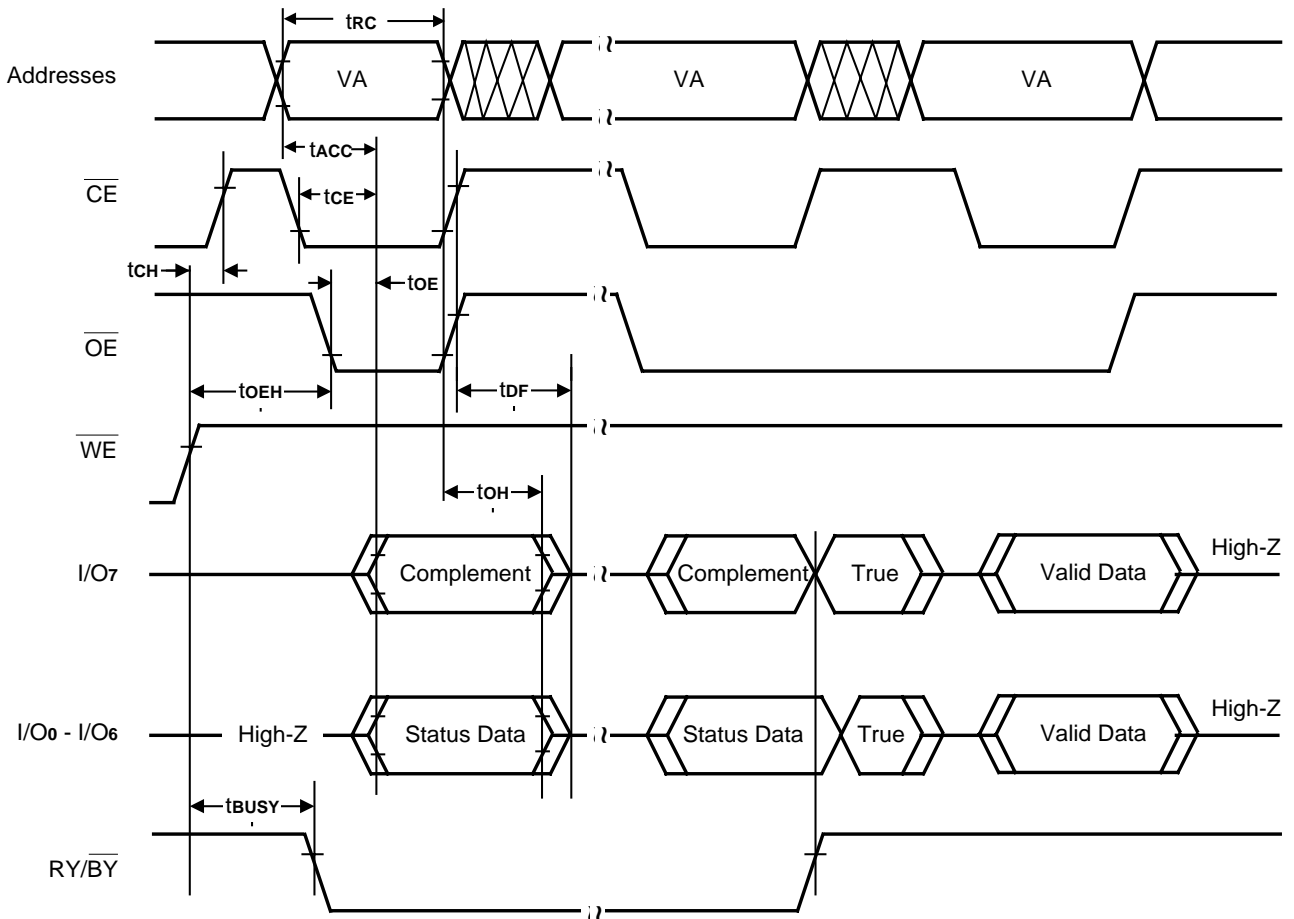 tRC
Addresses VA VA VA
tACC
CE
tCE
tCH
tOE
OE
tOEH
tDF
WE
tOH
I/O7 Complement Complement True Valid Data High-Z
I/O0 - I/O6 High-Z Status Data Status Data True Valid Data High-Z
tBUSY
RY/BY